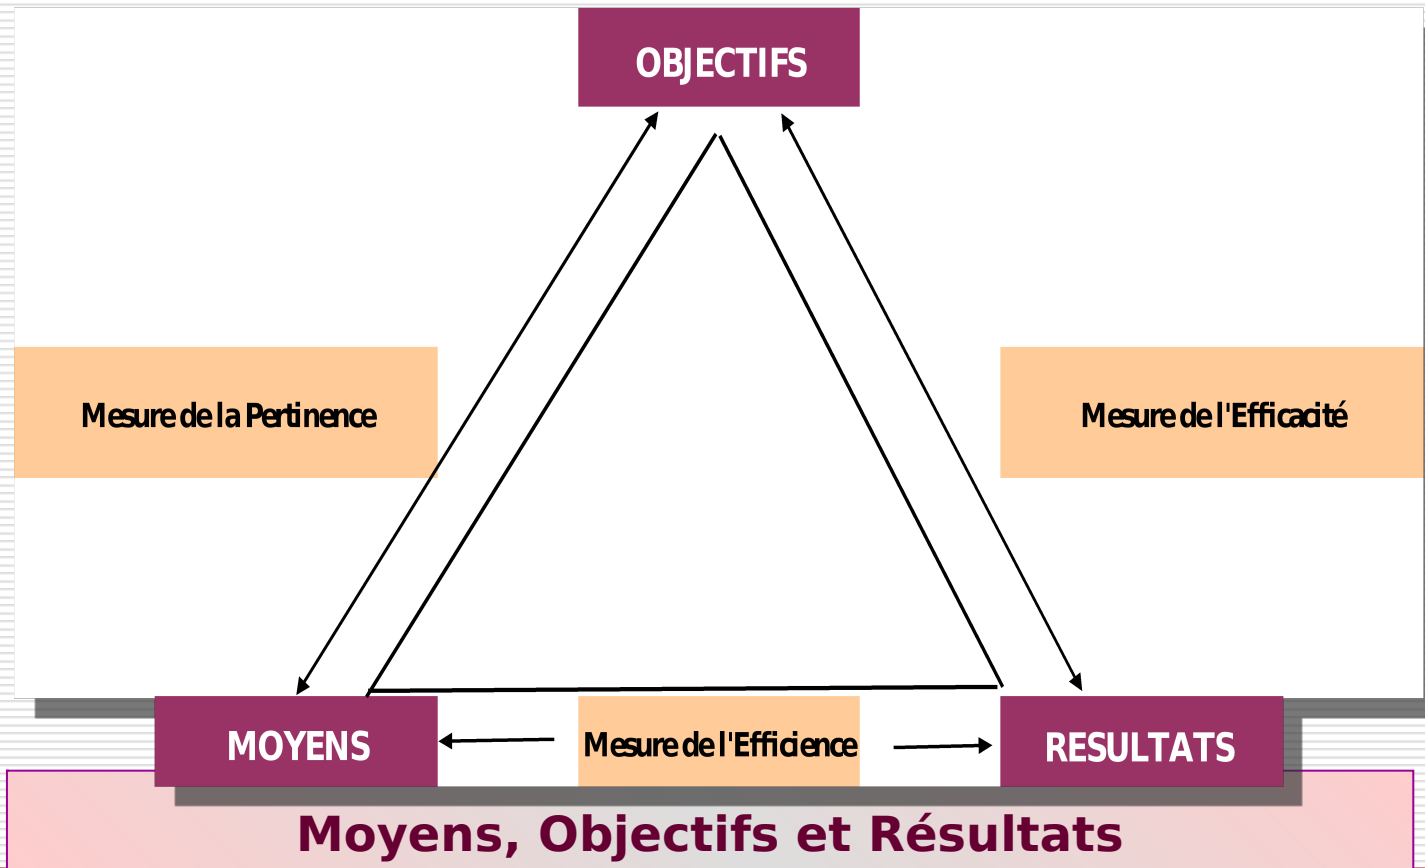 OBJECTIFS
Mesure de la Pertinence
Mesure de l'Efficacité
MOYENS
Mesure de l'Efficience
RESULTATS
Moyens, Objectifs et Résultats